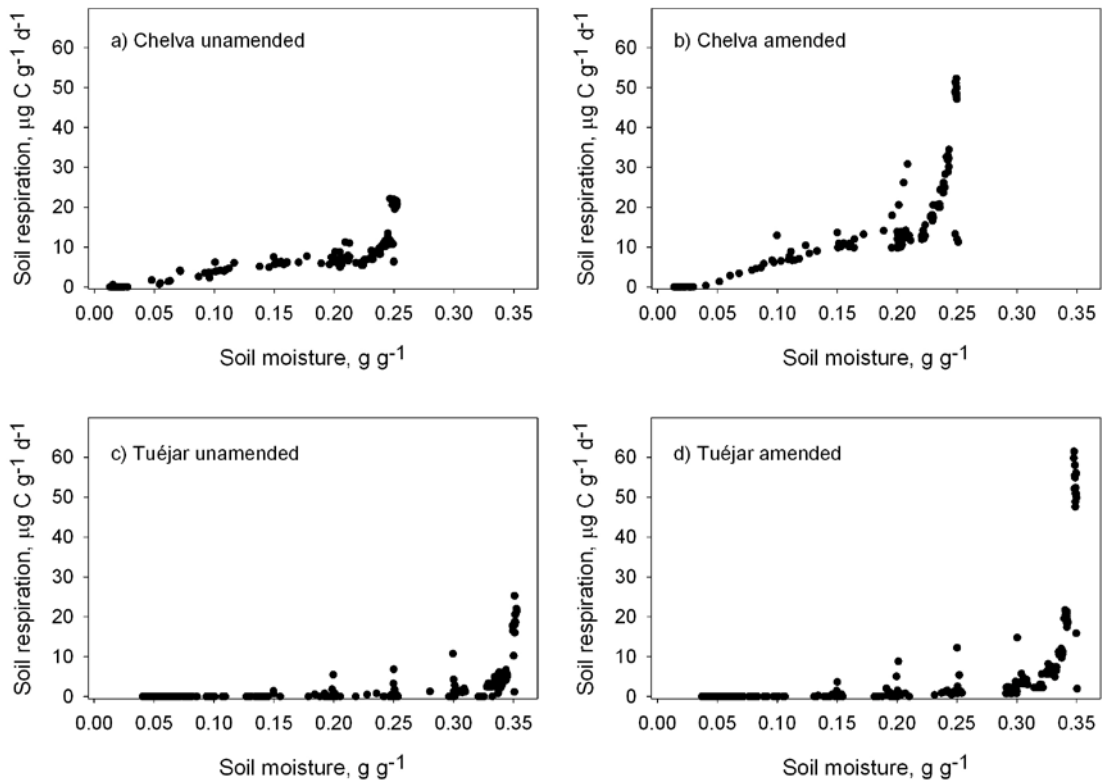 a) Chelva unamended
Soil respiration, µg C g-1 d-1
60
50
40
30
20
10
0
0.00 0.05 0.10 0.15 0.20 0.25 0.30 0.35
Soil moisture, g g-1
b) Chelva amended
Soil respiration, µg C g-1 d-1
60
50
40
30
20
10
0
0.00 0.05 0.10 0.15 0.20 0.25 0.30 0.35
Soil moisture, g g-1
c) Tuéjar unamended
Soil respiration, µg C g-1 d-1
60
50
40
30
20
10
0
0.00 0.05 0.10 0.15 0.20 0.25 0.30 0.35
Soil moisture, g g-1
d) Tuéjar amended
Soil respiration, µg C g-1 d-1
60
50
40
30
20
10
0
0.00 0.05 0.10 0.15 0.20 0.25 0.30 0.35
Soil moisture, g g-1